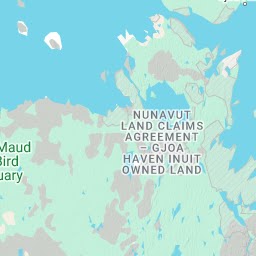 NUNAVUT
LAND CLAIMS
AGREEMENT
– GJOA
HAVEN INUIT
OWNED LAND
Maud
Bird
uary